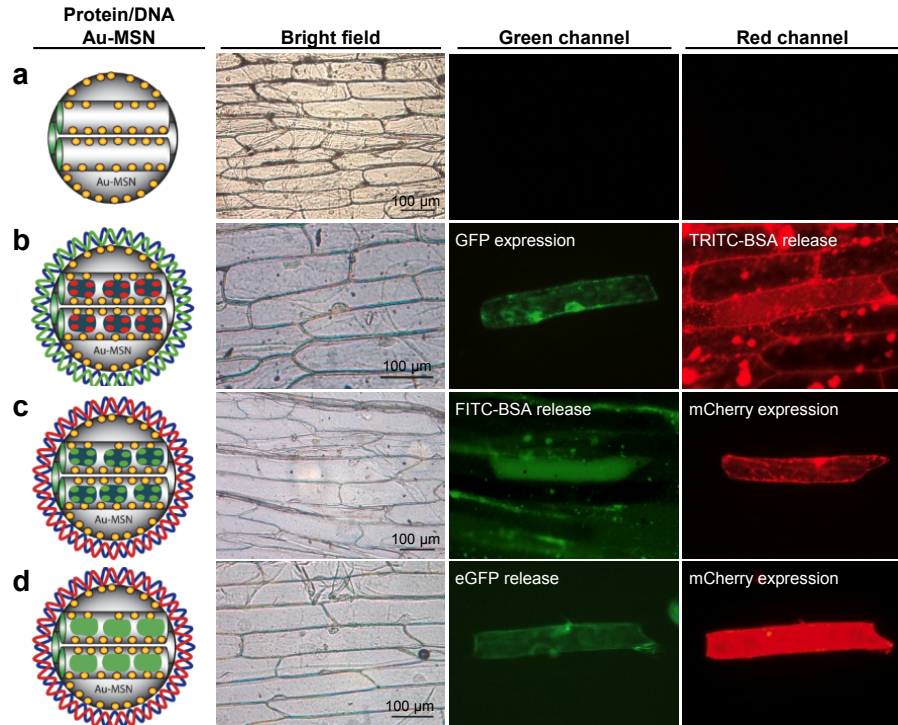 Protein/DNA
Au-MSN
Bright field
Green channel
Red channel
a
Au-MSN
100 µm
b
Au-MSN
100 µm
GFP expression
TRITC-BSA release
c
Au-MSN
100 µm
FITC-BSA release
mCherry expression
d
Au-MSN
100 µm
eGFP release
mCherry expression